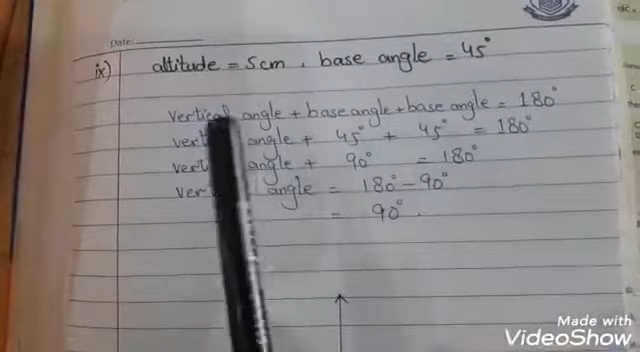 Date:
ix) altitude = 5cm, base angle = 45°
vertical angle + base angle + base angle = 180°
angle + 45° + 45° = 180°
angle + 90° = 180°
angle = 180° - 90°
= 90°.
Made with
VideoShow